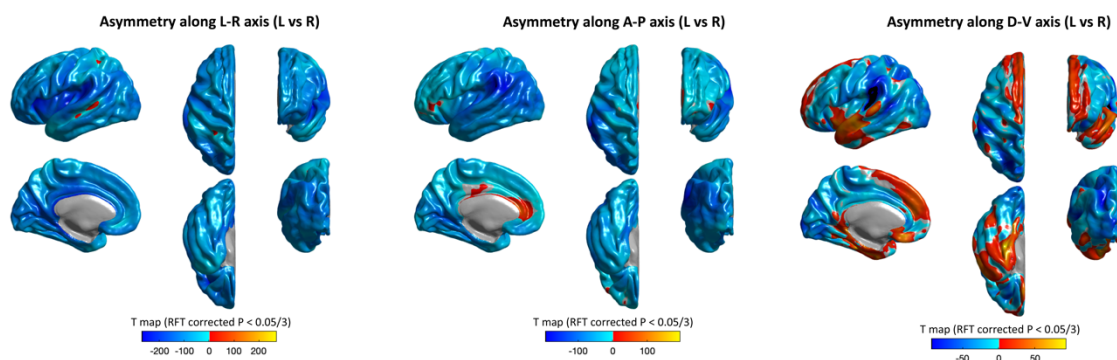 Asymmetry along L-R axis (L vs R)
Asymmetry along A-P axis (L vs R)
Asymmetry along D-V axis (L vs R)
T map (RFT corrected P < 0.05/3)
-200 -100 0 100 200
T map (RFT corrected P < 0.05/3)
-100 0 100
T map (RFT corrected P < 0.05/3)
-50 0 50